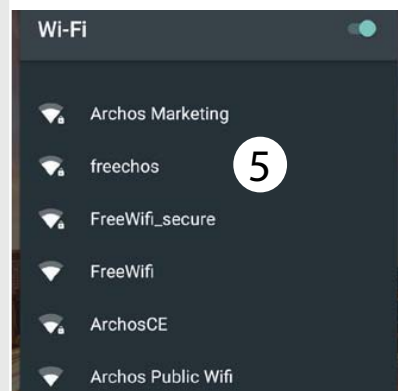 Wi-Fi
Archos Marketing
freechos
5
FreeWifi_secure
FreeWifi
ArchosCE
Archos Public Wifi